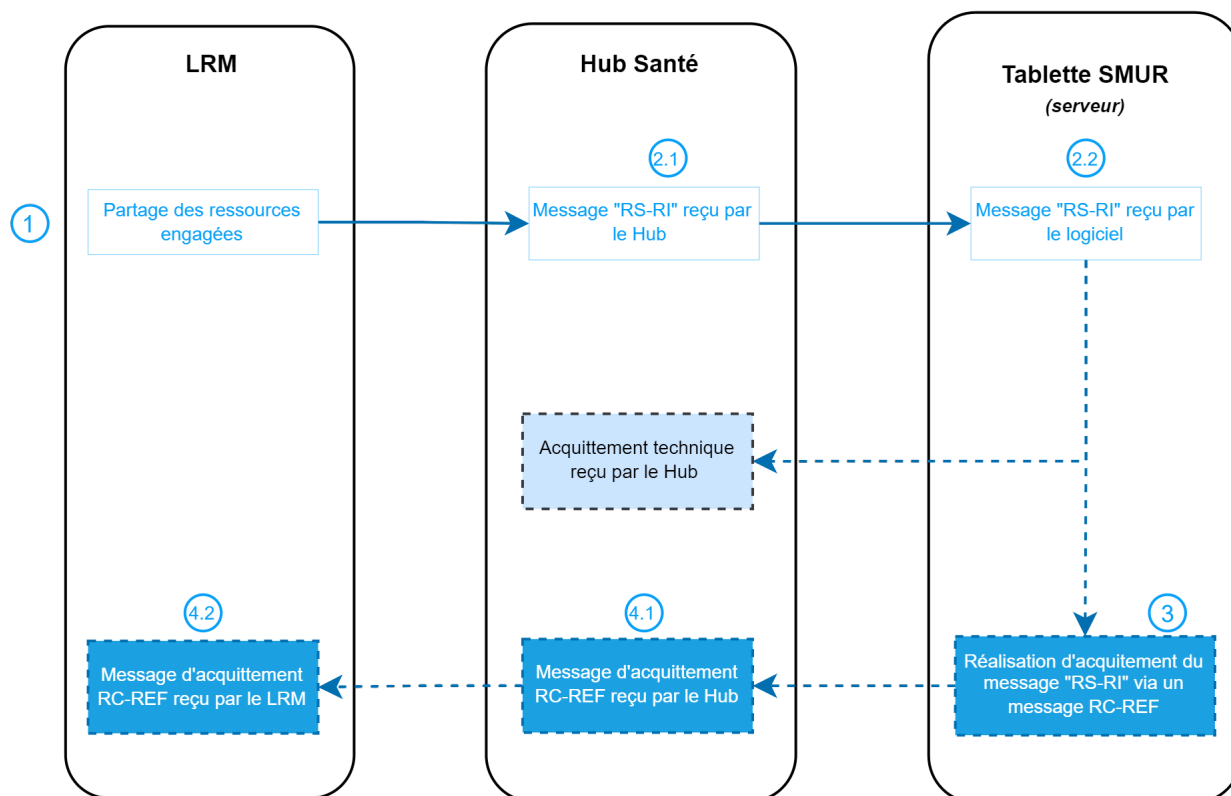 LRM
Hub Santé
Tablette SMUR
(serveur)
2.1
2.2
1
Partage des ressources
engagées
Message "RS-RI" reçu par
le Hub
Message "RS-RI" reçu par
le logiciel
Acquittement technique
reçu par le Hub
4.2
4.1
3
Message d'acquittement
RC-REF reçu par le LRM
Message d'acquittement
RC-REF reçu par le Hub
Réalisation d'acquitement du
message "RS-RI" via un
message RC-REF